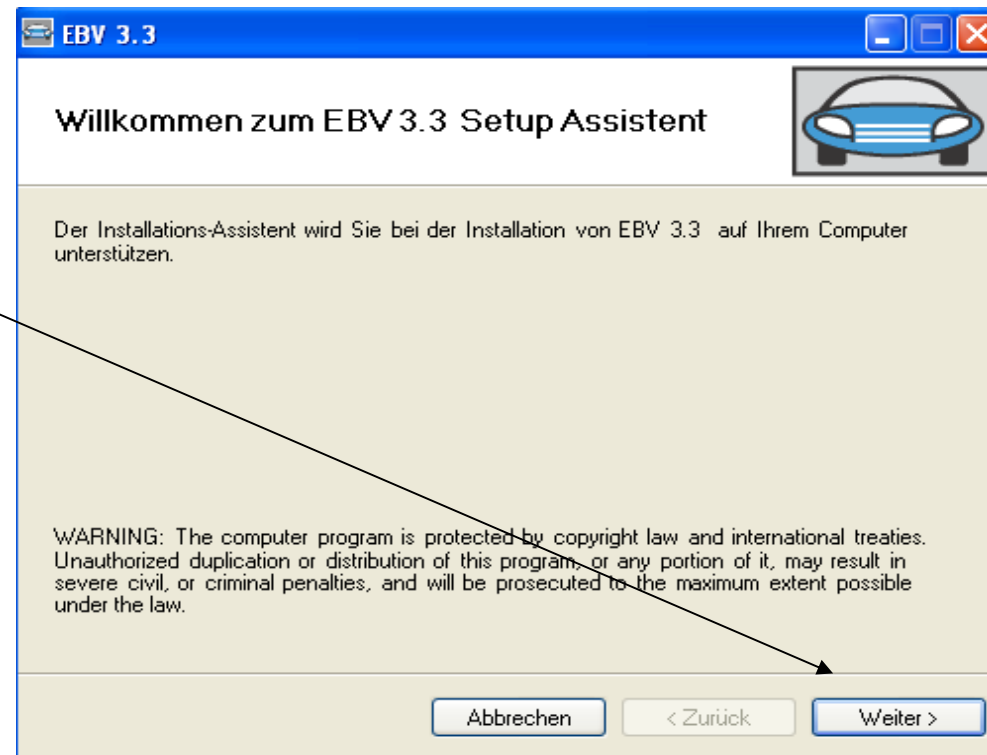 EBV 3.3
Willkommen zum EBV 3.3 Setup Assistent
Der Installations-Assistent wird Sie bei der Installation von EBV 3.3 auf Ihrem Computer
unterstützen.
WARNING: The computer program is protected by copyright law and international treaties.
Unauthorized duplication or distribution of this program, or any portion of it, may result in
severe civil, or criminal penalties, and will be prosecuted to the maximum extent possible
under the law.
Abbrechen
< Zurück
Weiter >